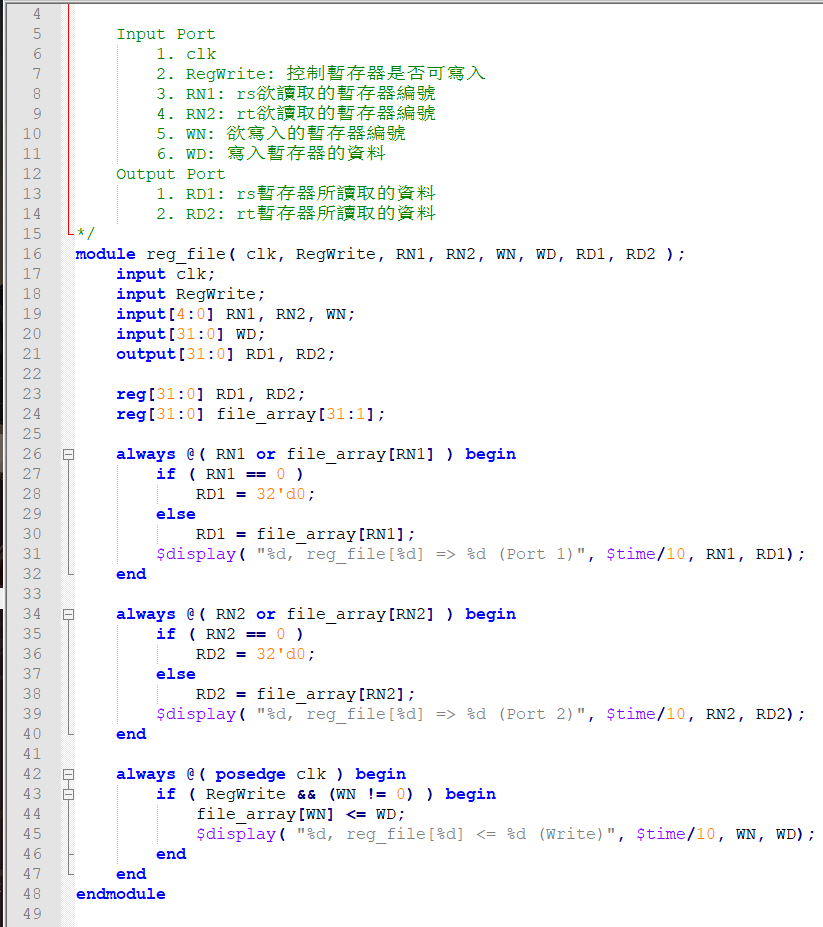 4
5 Input Port
6 1. clk
7 2. RegWrite: 控制暫存器是否可寫入
8 3. RN1: rs欲讀取的暫存器編號
9 4. RN2: rt欲讀取的暫存器編號
10 5. WN: 欲寫入的暫存器編號
11 6. WD: 寫入暫存器的資料
12 Output Port
13 1. RD1: rs暫存器所讀取的資料
14 2. RD2: rt暫存器所讀取的資料
15 */
16 module reg_file( clk, RegWrite, RN1, RN2, WN, WD, RD1, RD2 );
17 input clk;
18 input RegWrite;
19 input[4:0] RN1, RN2, WN;
20 input[31:0] WD;
21 output[31:0] RD1, RD2;
22
23 reg[31:0] RD1, RD2;
24 reg[31:0] file_array[31:1];
25
26 always @( RN1 or file_array[RN1] ) begin
27 if ( RN1 == 0 )
28 RD1 = 32'd0;
29 else
30 RD1 = file_array[RN1];
31 $display( "%d, reg_file[%d] => %d (Port 1)", $time/10, RN1, RD1);
32 end
33
34 always @( RN2 or file_array[RN2] ) begin
35 if ( RN2 == 0 )
36 RD2 = 32'd0;
37 else
38 RD2 = file_array[RN2];
39 $display( "%d, reg_file[%d] => %d (Port 2)", $time/10, RN2, RD2);
40 end
41
42 always @( posedge clk ) begin
43 if ( RegWrite && (WN != 0) ) begin
44 file_array[WN] <= WD;
45 $display( "%d, reg_file[%d] <= %d (Write)", $time/10, WN, WD);
46 end
47 end
48 endmodule
49